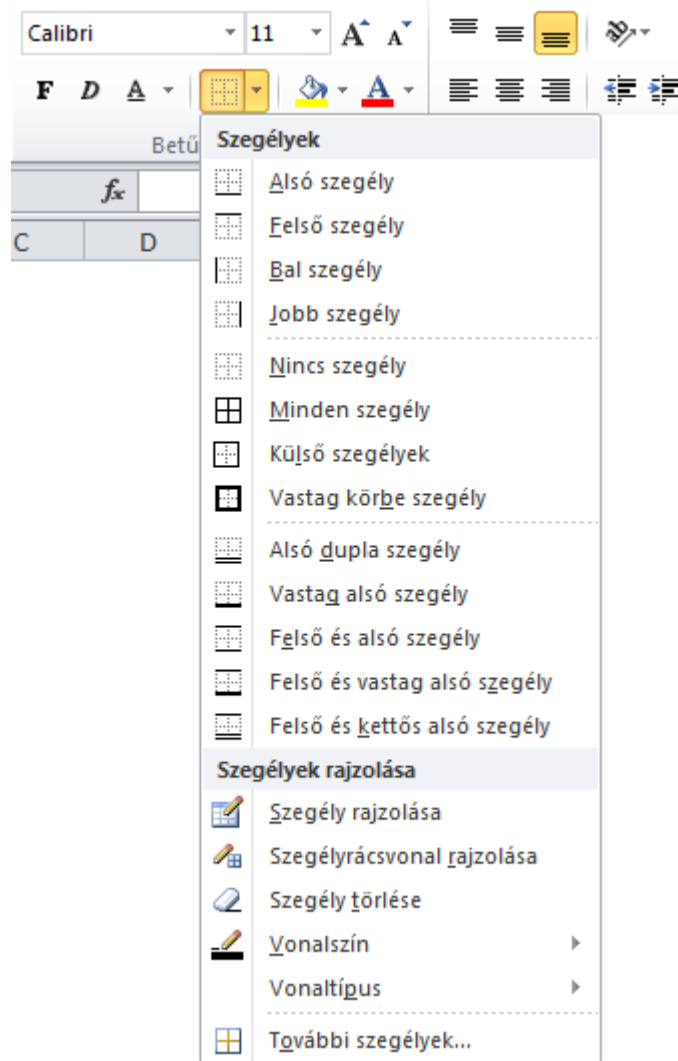 Calibri 11 A A
F D A A
Betű
fx
C D
Szegélyek
Alsó szegély
Felső szegély
Bal szegély
Jobb szegély
Nincs szegély
Minden szegély
Külső szegélyek
Vastag körbe szegély
Alsó dupla szegély
Vastag alsó szegély
Felső és alsó szegély
Felső és vastag alsó szegély
Felső és kettős alsó szegély
Szegélyek rajzolása
Szegély rajzolása
Szegélyrácsvonal rajzolása
Szegély törlése
Vonalszín
Vonaltípus
További szegélyek...